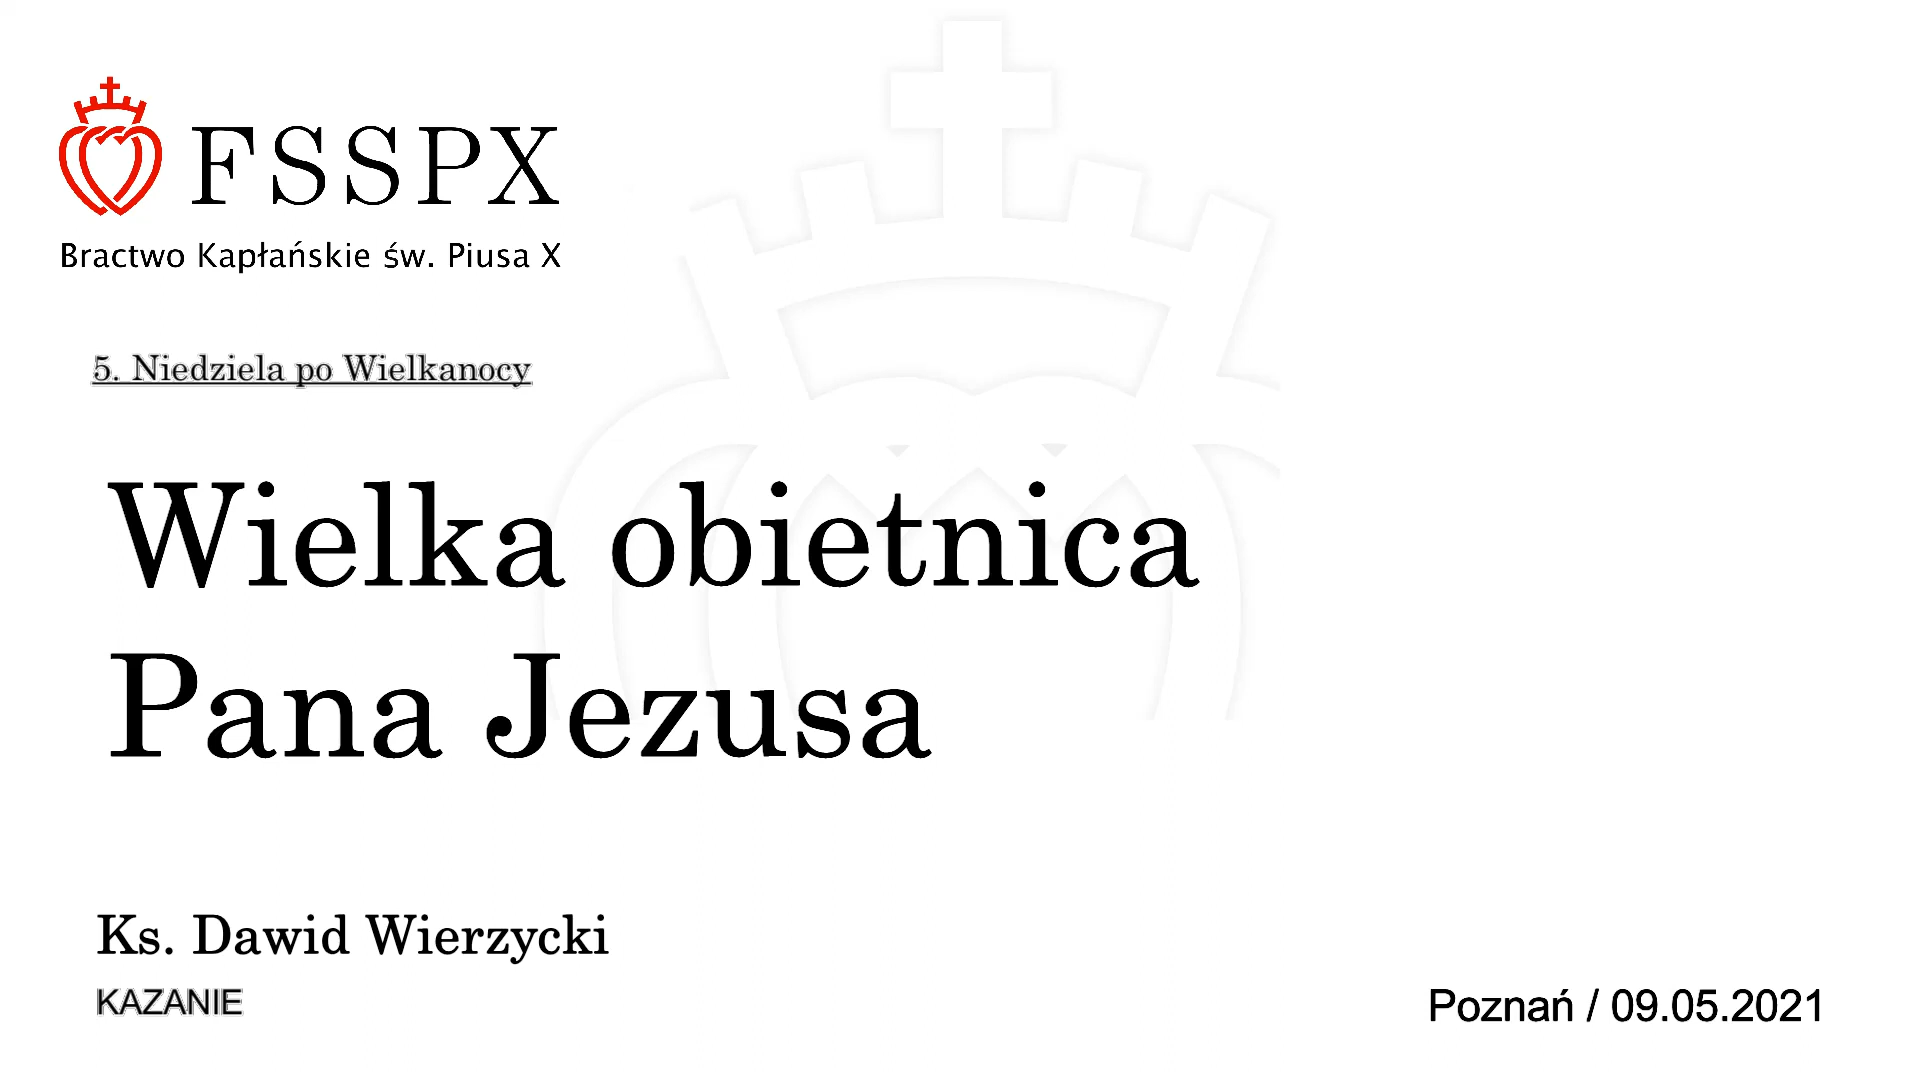 FSSPX
Bractwo Kapłańskie św. Piusa X
5. Niedziela po Wielkanocy
Wielka obietnica
Pana Jezusa
Ks. Dawid Wierzycki
KAZANIE
Poznań / 09.05.2021